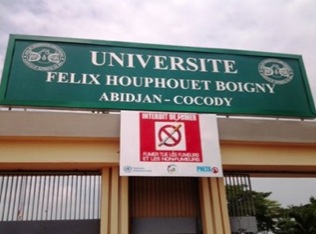 UNIVERSITE
FELIX HOUPHOUET BOIGNY
ABIDJAN - COCODY
INTERDIT DE FUMER
FUMER TUE LES FUMEURS
ET LES NON-FUMEURS